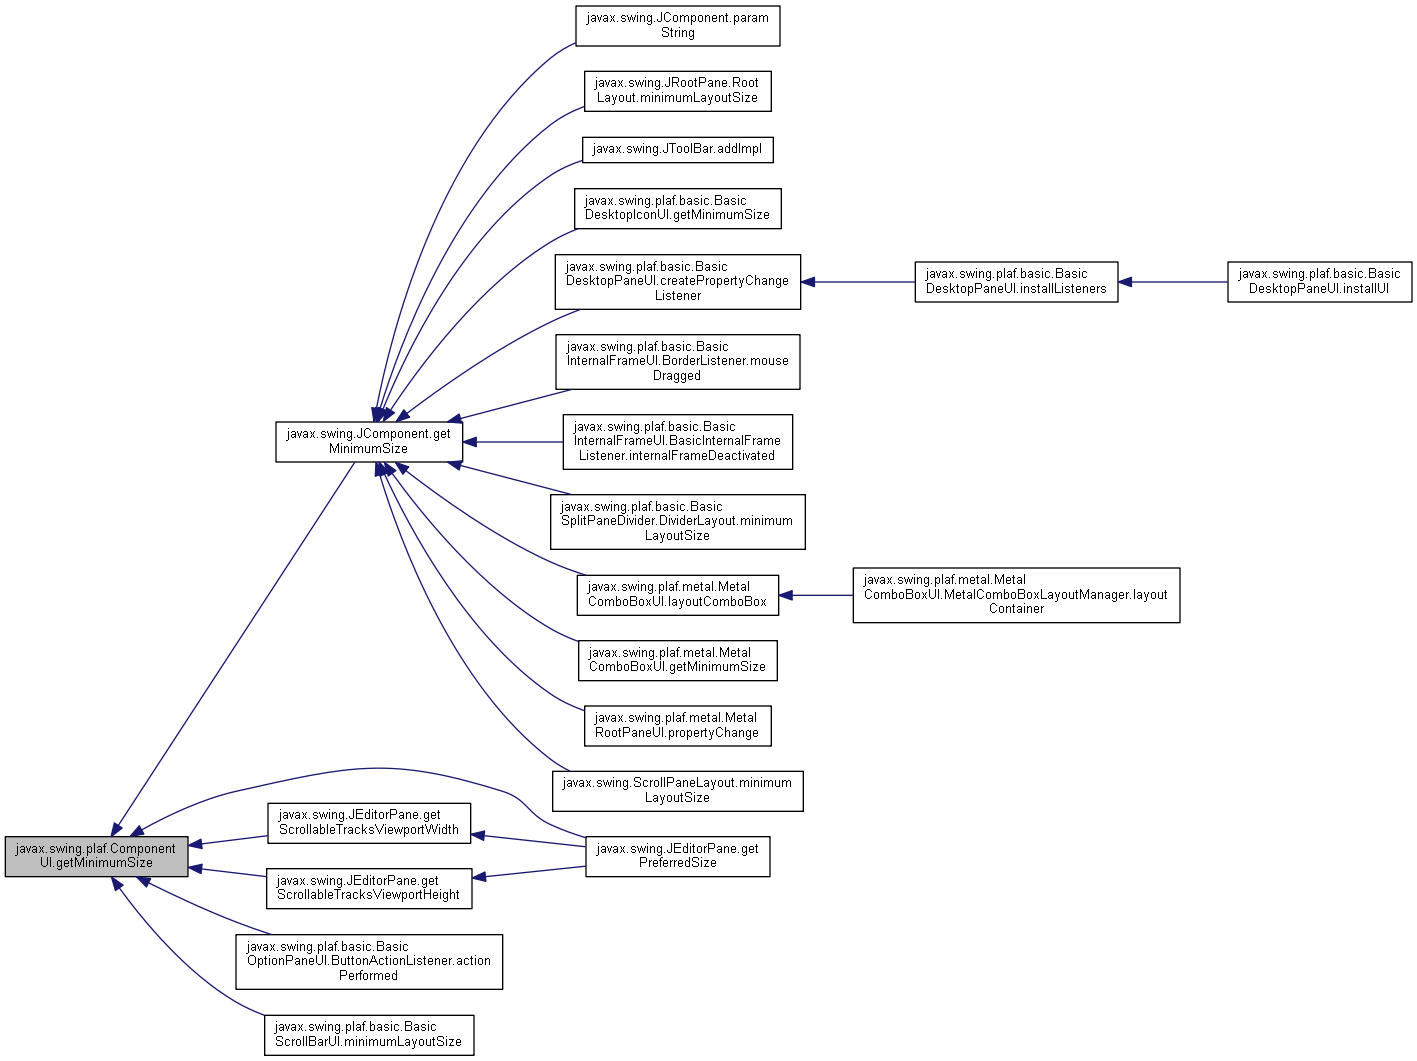 javax.swing.JComponent.param
String
javax.swing.JRootPane.Root
Layout.minimumLayoutSize
javax.swing.JToolBar.addImpl
javax.swing.plaf.basic.Basic
DesktopIconUI.getMinimumSize
javax.swing.plaf.basic.Basic
DesktopPaneUI.createPropertyChange
Listener
javax.swing.plaf.basic.Basic
DesktopPaneUI.installListeners
javax.swing.plaf.basic.Basic
DesktopPaneUI.installUI
javax.swing.plaf.basic.Basic
InternalFrameUI.BorderListener.mouse
Dragged
javax.swing.JComponent.get
MinimumSize
javax.swing.plaf.basic.Basic
InternalFrameUI.BasicInternalFrame
Listener.internalFrameDeactivated
javax.swing.plaf.basic.Basic
SplitPaneDivider.DividerLayout.minimum
LayoutSize
javax.swing.plaf.metal.Metal
ComboBoxUI.layoutComboBox
javax.swing.plaf.metal.Metal
ComboBoxUI.MetalComboBoxLayoutManager.layout
Container
javax.swing.plaf.metal.Metal
ComboBoxUI.getMinimumSize
javax.swing.plaf.metal.Metal
RootPaneUI.propertyChange
javax.swing.ScrollPaneLayout.minimum
LayoutSize
javax.swing.JEditorPane.get
ScrollableTracksViewportWidth
javax.swing.plaf.Component
UI.getMinimumSize
javax.swing.JEditorPane.get
PreferredSize
javax.swing.JEditorPane.get
ScrollableTracksViewportHeight
javax.swing.plaf.basic.Basic
OptionPaneUI.ButtonActionListener.action
Performed
javax.swing.plaf.basic.Basic
ScrollBarUI.minimumLayoutSize